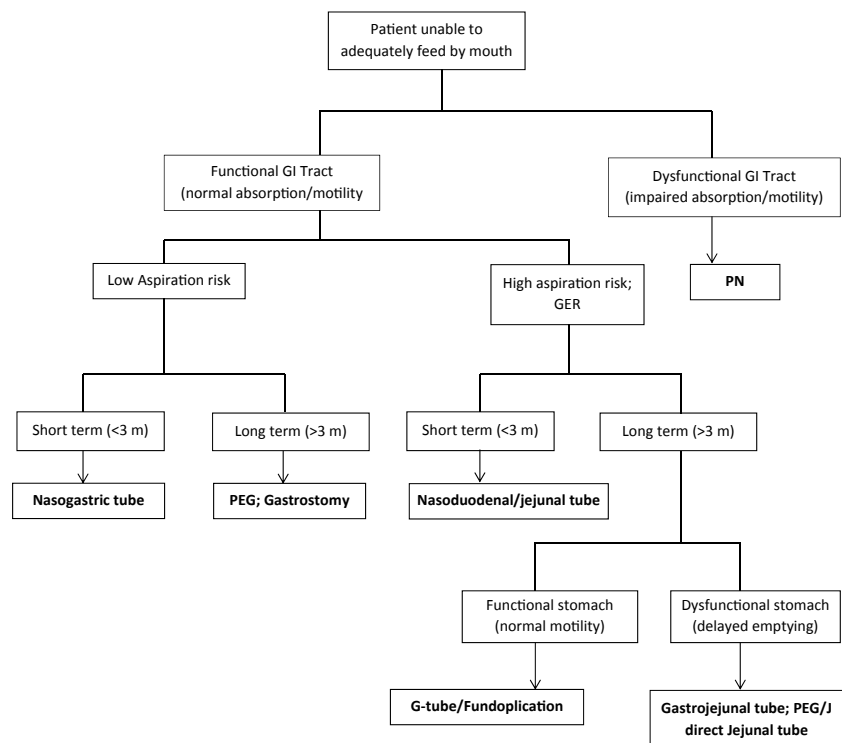 Patient unable to
adequately feed by mouth
Functional GI Tract
(normal absorption/motility
Dysfunctional GI Tract
(impaired absorption/motility)
Low Aspiration risk
High aspiration risk;
GER
PN
Short term (<3 m)
Long term (>3 m)
Short term (<3 m)
Long term (>3 m)
Nasogastric tube
PEG; Gastrostomy
Nasoduodenal/jejunal tube
Functional stomach
(normal motility)
Dysfunctional stomach
(delayed emptying)
G-tube/Fundoplication
Gastrojejunal tube; PEG/J
direct Jejunal tube